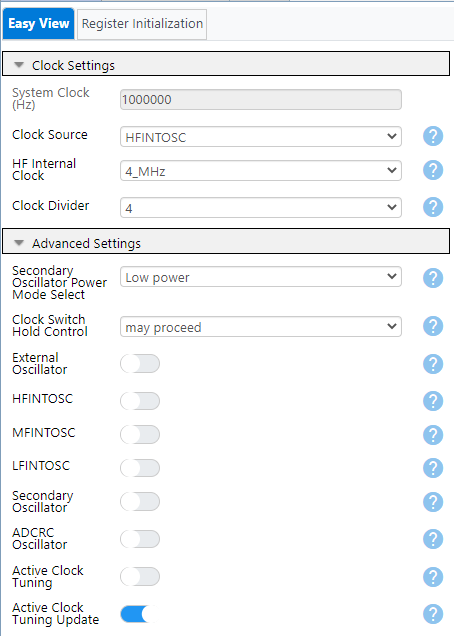 Easy View
Register Initialization
Clock Settings
System Clock
(Hz)
1000000
Clock Source
HFINTOSC
?
HF Internal
Clock
4_MHz
?
Clock Divider
4
?
Advanced Settings
Secondary
Oscillator Power
Mode Select
Low power
?
Clock Switch
Hold Control
may proceed
?
External
Oscillator
?
HFINTOSC
?
MFINTOSC
?
LFINTOSC
?
Secondary
Oscillator
?
ADCRC
Oscillator
?
Active Clock
Tuning
?
Active Clock
Tuning Update
?